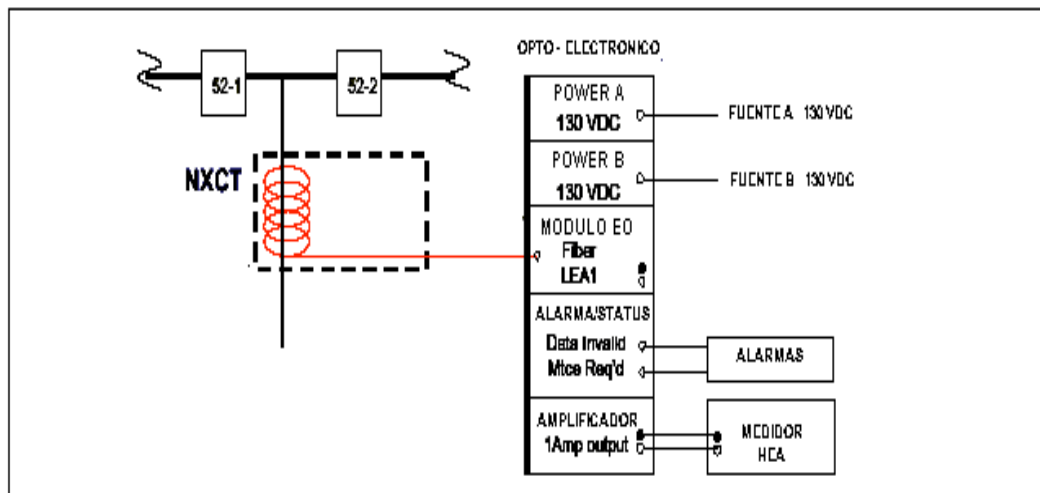 OPTO - ELECTRONICO
52-1
52-2
POWER A
130 VDC
FUENTE A 130 VDC
POWER B
130 VDC
FUENTE B 130 VDC
NXCT
MODULO EO
Fiber
LEA1
ALARMA/STATUS
Data Invalid
Mtce Req'd
ALARMAS
AMPLIFICADOR
1Amp output
MEDIDOR